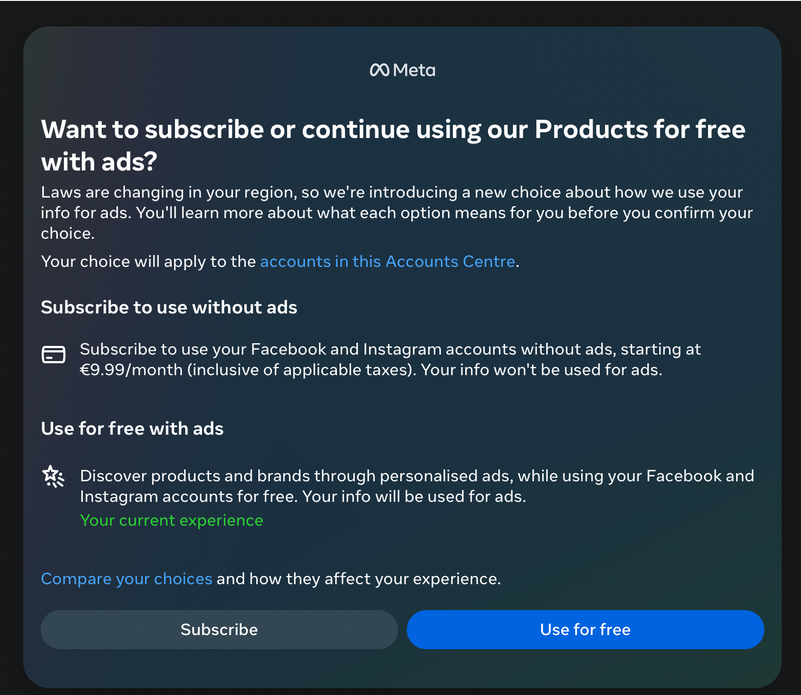 Meta
Want to subscribe or continue using our Products for free
with ads?
Laws are changing in your region, so we're introducing a new choice about how we use your
info for ads. You'll learn more about what each option means for you before you confirm your
choice.
Your choice will apply to the accounts in this Accounts Centre.
Subscribe to use without ads
Subscribe to use your Facebook and Instagram accounts without ads, starting at
€9.99/month (inclusive of applicable taxes). Your info won't be used for ads.
Use for free with ads
Discover products and brands through personalised ads, while using your Facebook and
Instagram accounts for free. Your info will be used for ads.
Your current experience
Compare your choices and how they affect your experience.
Subscribe
Use for free